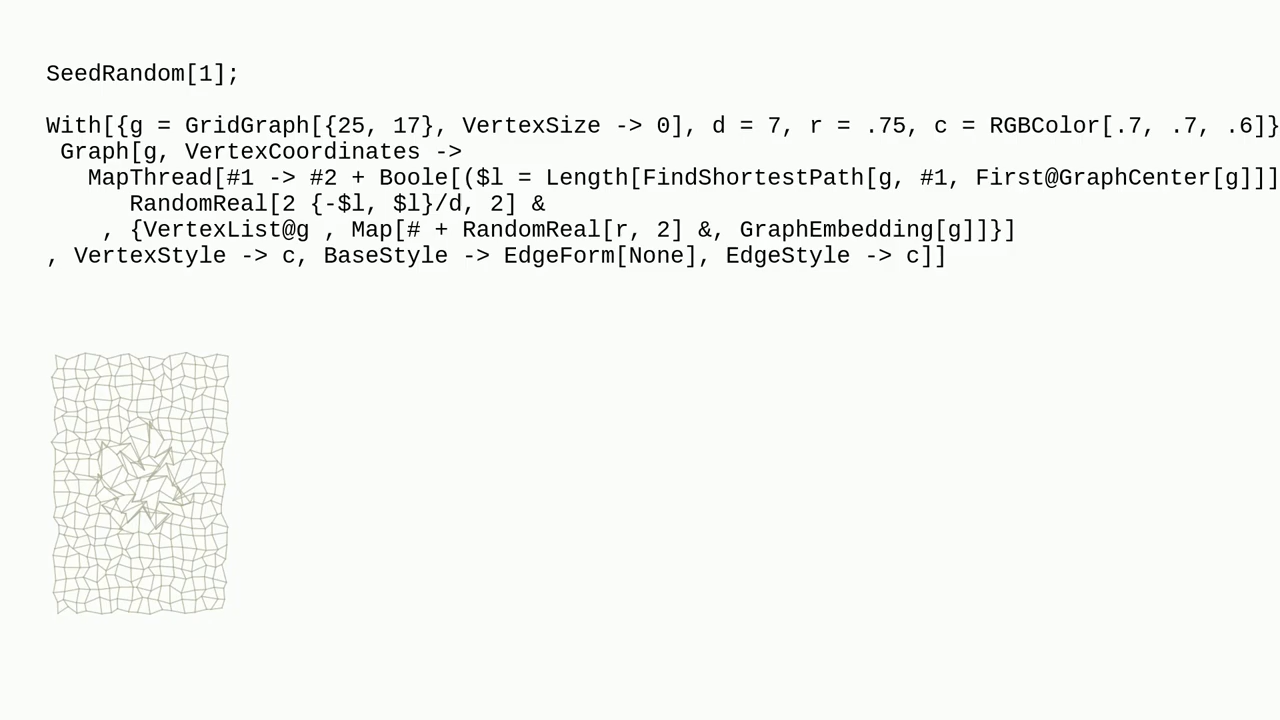 SeedRandom[1];
With[{g = GridGraph[{25, 17}, VertexSize -> 0], d = 7, r = .75, c = RGBColor[.7, .7, .6]}
Graph[g, VertexCoordinates ->
MapThread[#1 -> #2 + Boole[($l = Length[FindShortestPath[g, #1, First@GraphCenter[g]]]
RandomReal[2 {-$l, $l}/d, 2] &
, {VertexList@g , Map[# + RandomReal[r, 2] &, GraphEmbedding[g]]}]
, VertexStyle -> c, BaseStyle -> EdgeForm[None], EdgeStyle -> c]]